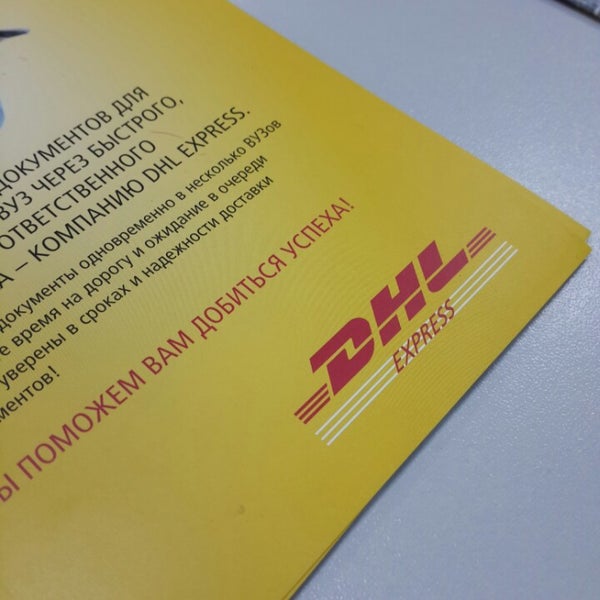 ДОКУМЕНТОВ ДЛЯ
ВУЗ ЧЕРЕЗ БЫСТРОГО,
ОТВЕТСТВЕННОГО
А – КОМПАНИЮ DHL EXPRESS.
документы одновременно в несколько ВУЗов
е время на дорогу и ожидание в очереди
уверены в сроках и надежности доставки
ментов!
Ы ПОМОЖЕМ ВАМ ДОБИТЬСЯ УСПЕХА!
DHL
EXPRESS